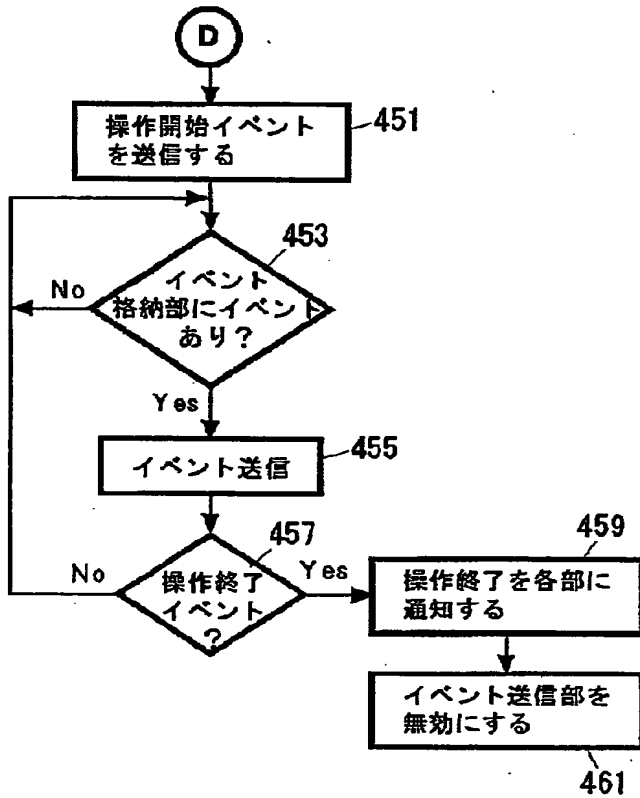 D
操作開始イベント
を送信する
451
453
イベント
格納部にイベント
あり？
No
Yes
イベント送信
455
457
操作終了
イベント
？
No
Yes
459
操作終了を各部に
通知する
イベント送信部を
無効にする
461